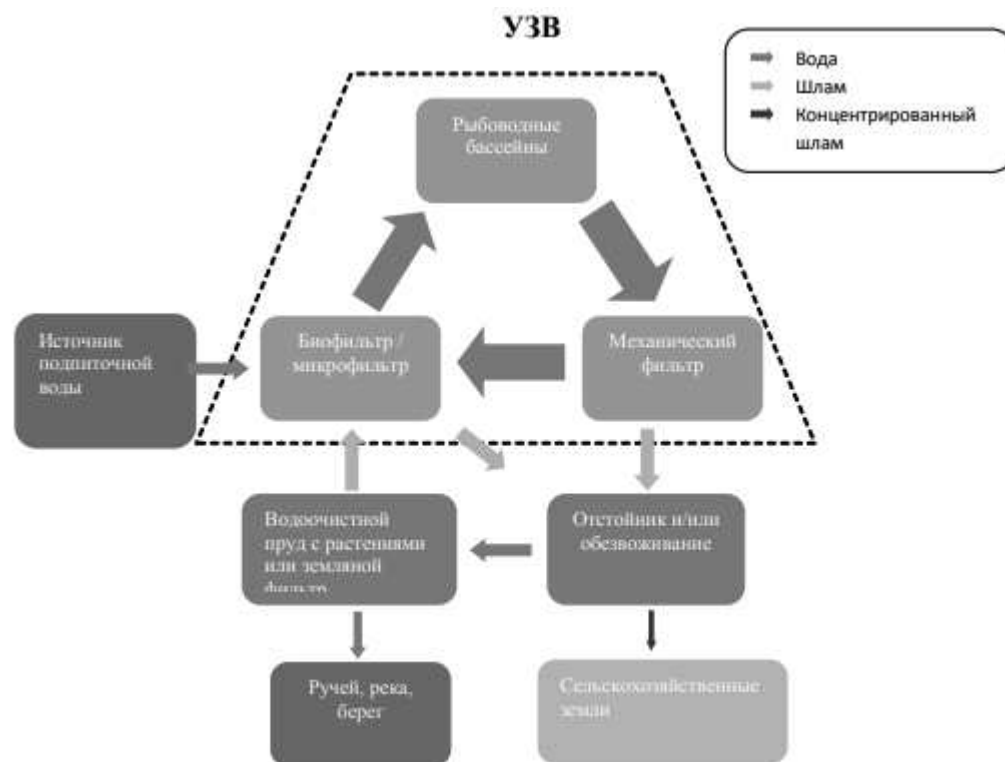 УЗВ
Вода
Шлам
Концентрированный
шлам
Рыбоводные
бассейны
Источник
подпиточной
воды
Биофильтр /
микрофильтр
Механический
фильтр
Водоочистной
пруд с растениями
или земляной
фильтр
Отстойник и/или
обезвоживание
Ручей, река,
берег
Сельскохозяйственные
земли